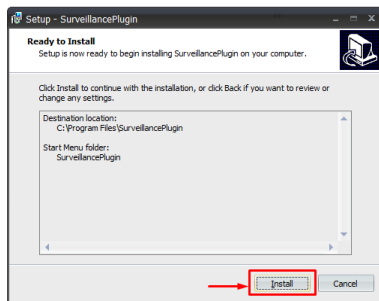 Setup - SurveillancePlugin
Ready to Install
Setup is now ready to begin installing SurveillancePlugin on your computer.
Click Install to continue with the installation, or click Back if you want to review or
change any settings.
Destination location:
C:\Program Files\SurveillancePlugin
Start Menu folder:
SurveillancePlugin
Install
Cancel